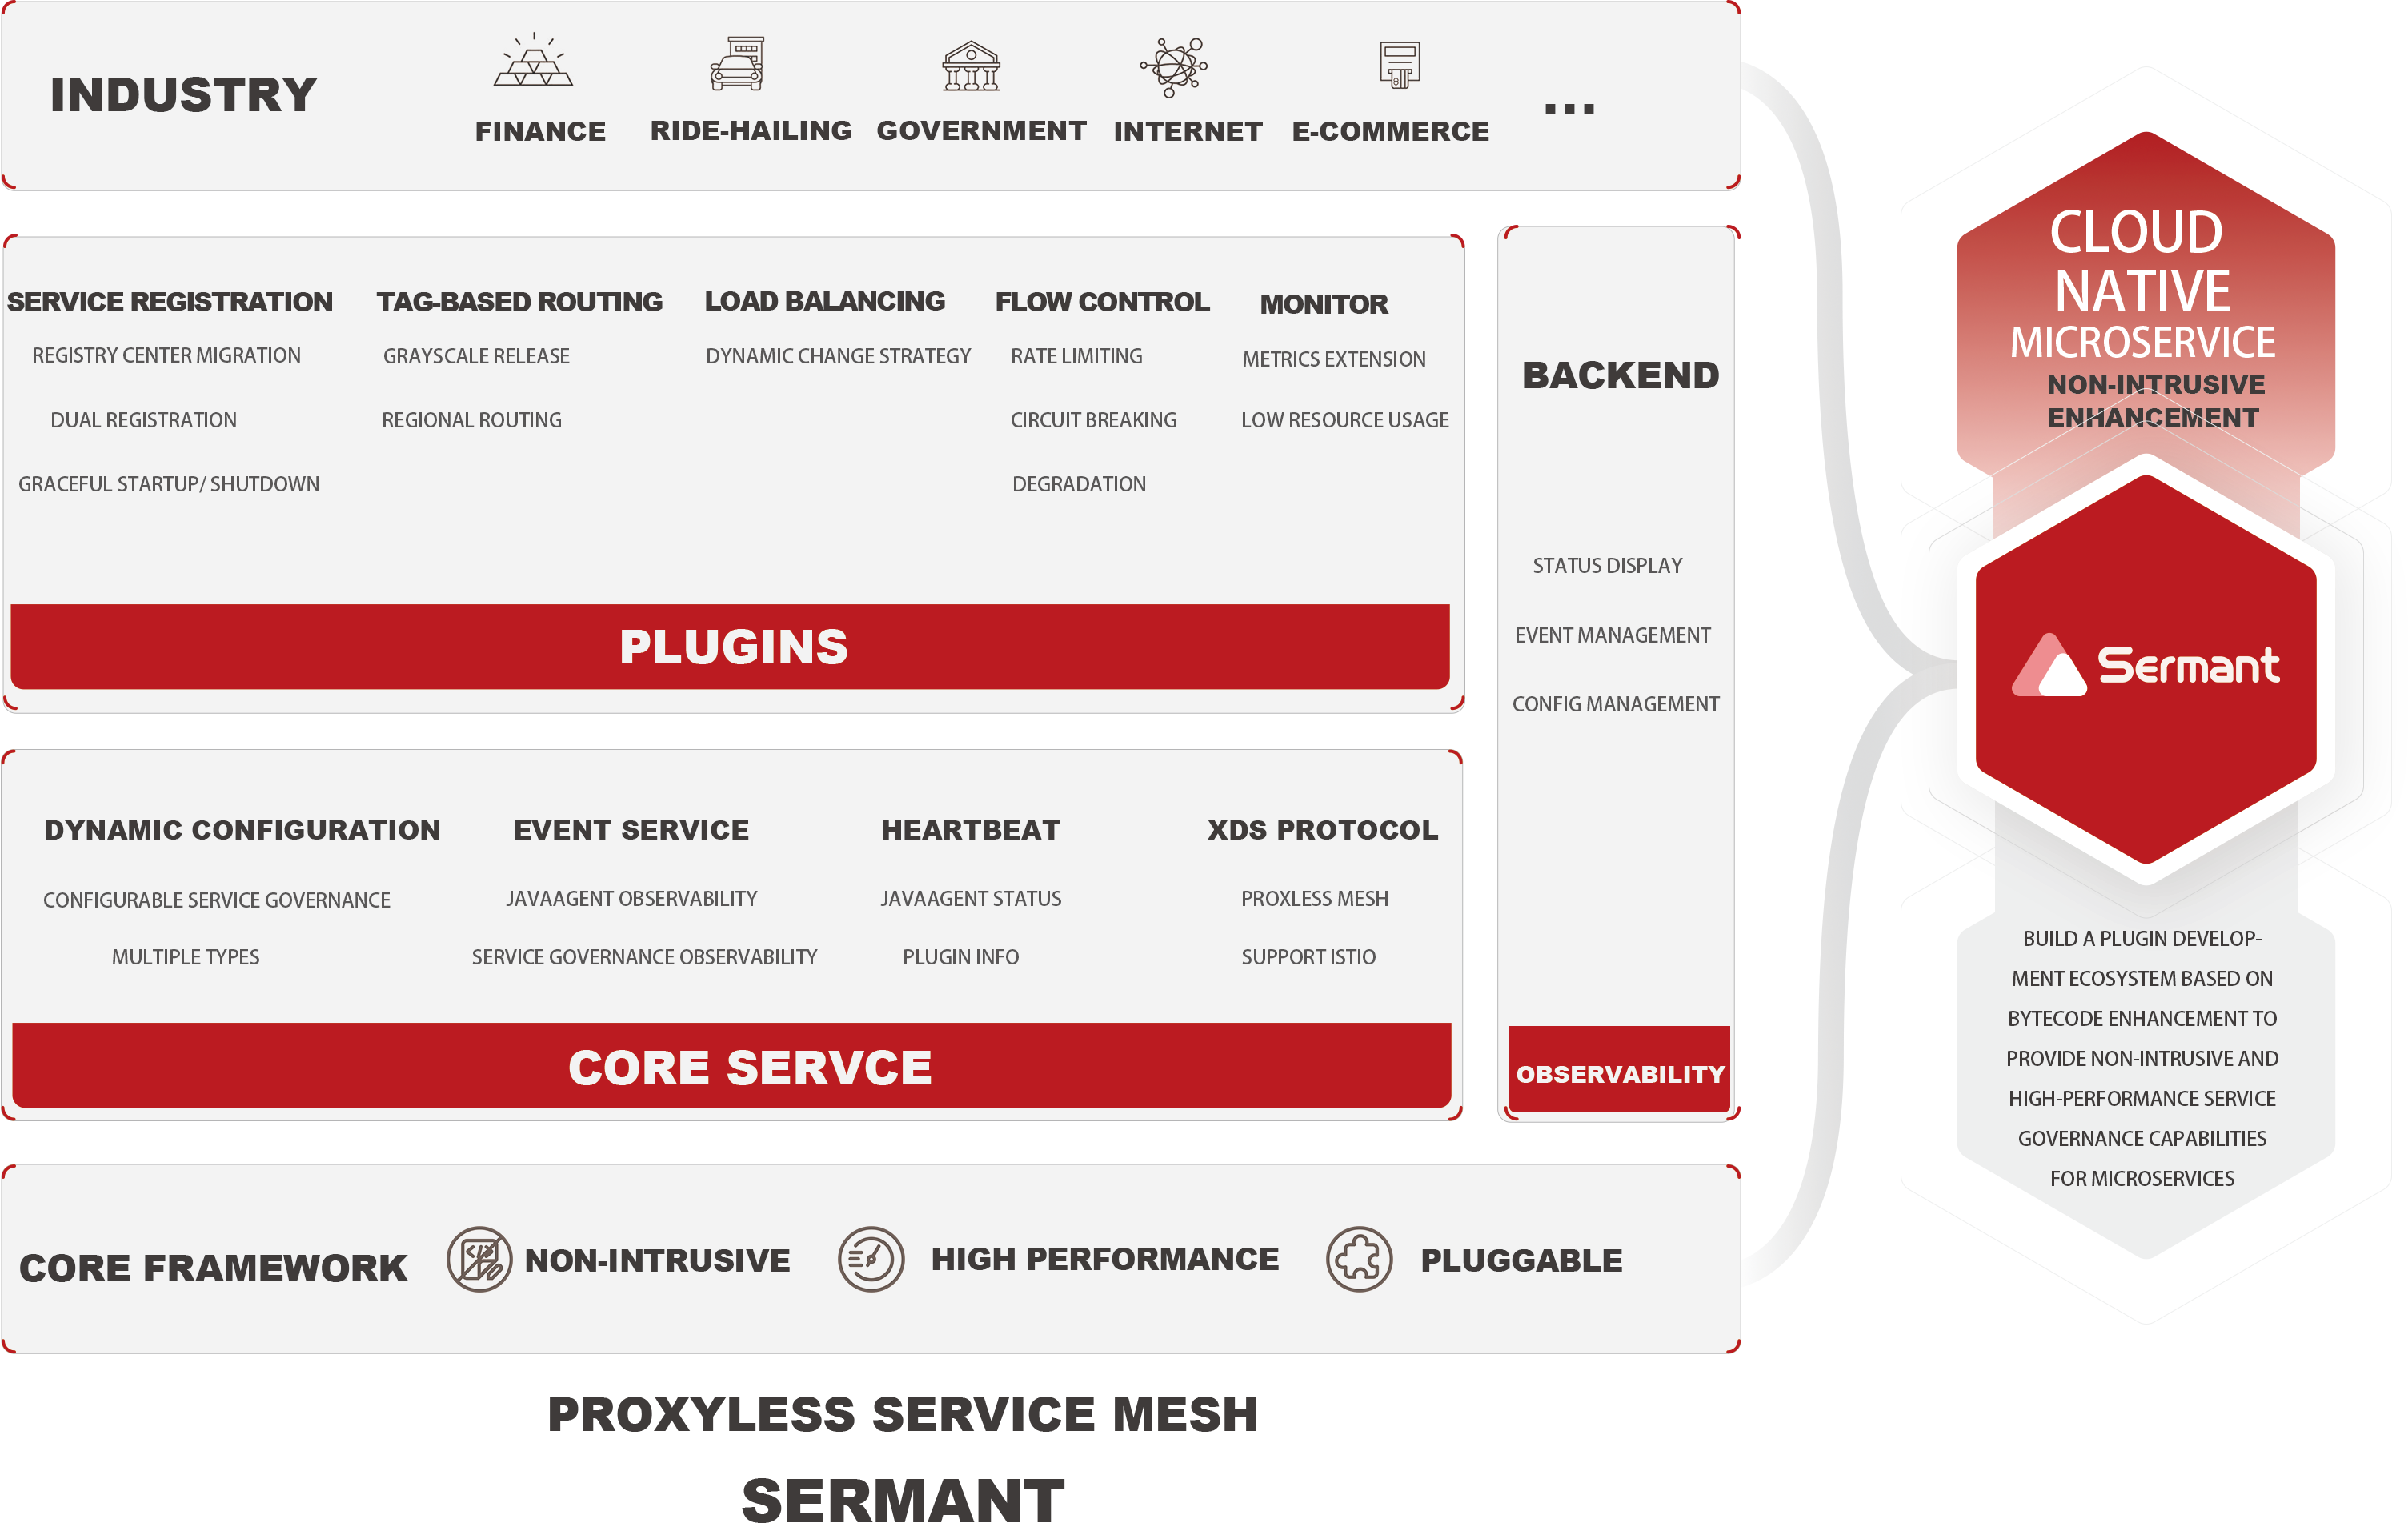 INDUSTRY
FINANCE
RIDE-HAILING
GOVERNMENT
INTERNET
E-COMMERCE
...
SERVICE REGISTRATION
REGISTRY CENTER MIGRATION
DUAL REGISTRATION
GRACEFUL STARTUP/ SHUTDOWN
TAG-BASED ROUTING
GRAYSCALE RELEASE
REGIONAL ROUTING
LOAD BALANCING
DYNAMIC CHANGE STRATEGY
FLOW CONTROL
RATE LIMITING
CIRCUIT BREAKING
DEGRADATION
MONITOR
METRICS EXTENSION
LOW RESOURCE USAGE
PLUGINS
BACKEND
STATUS DISPLAY
EVENT MANAGEMENT
CONFIG MANAGEMENT
OBSERVABILITY
DYNAMIC CONFIGURATION
CONFIGURABLE SERVICE GOVERNANCE
MULTIPLE TYPES
EVENT SERVICE
JAVAAGENT OBSERVABILITY
SERVICE GOVERNANCE OBSERVABILITY
HEARTBEAT
JAVAAGENT STATUS
PLUGIN INFO
XDS PROTOCOL
PROXLESS MESH
SUPPORT ISTIO
CORE SERVCE
CORE FRAMEWORK
NON-INTRUSIVE
HIGH PERFORMANCE
PLUGGABLE
PROXYLESS SERVICE MESH
SERMANT
CLOUD
NATIVE
MICROSERVICE
NON-INTRUSIVE
ENHANCEMENT
Sermant
BUILD A PLUGIN DEVELOP-
MENT ECOSYSTEM BASED ON
BYTECODE ENHANCEMENT TO
PROVIDE NON-INTRUSIVE AND
HIGH-PERFORMANCE SERVICE
GOVERNANCE CAPABILITIES
FOR MICROSERVICES